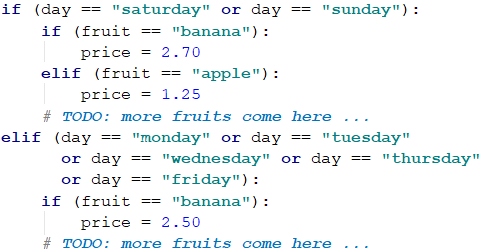 if (day == "saturday" or day == "sunday"):
    if (fruit == "banana"):
        price = 2.70
    elif (fruit == "apple"):
        price = 1.25
    # TODO: more fruits come here ...
elif (day == "monday" or day == "tuesday"
      or day == "wednesday" or day == "thursday"
      or day == "friday"):
    if (fruit == "banana"):
        price = 2.50
    # TODO: more fruits come here ...